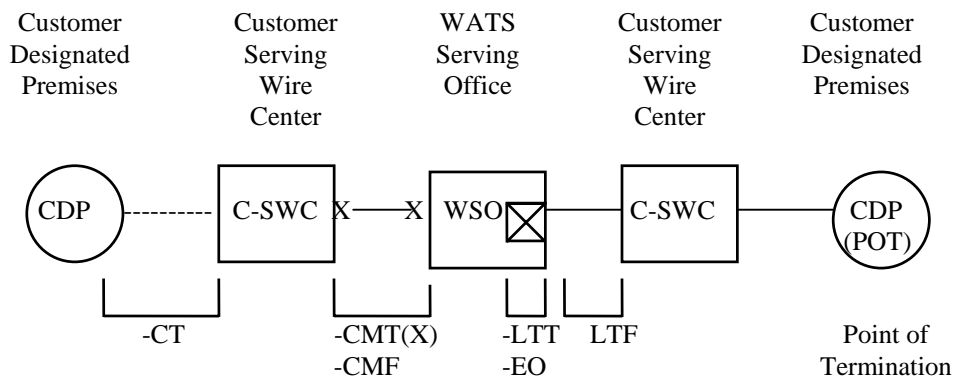 Customer Designated Premises
Customer Serving Wire Center
WATS Serving Office
Customer Serving Wire Center
Customer Designated Premises
CDP
C-SWC
X
X
WSO
C-SWC
CDP
(POT)
-CT
-CMT(X)
-CMF
-LTT
-EO
LTF
Point of
Termination